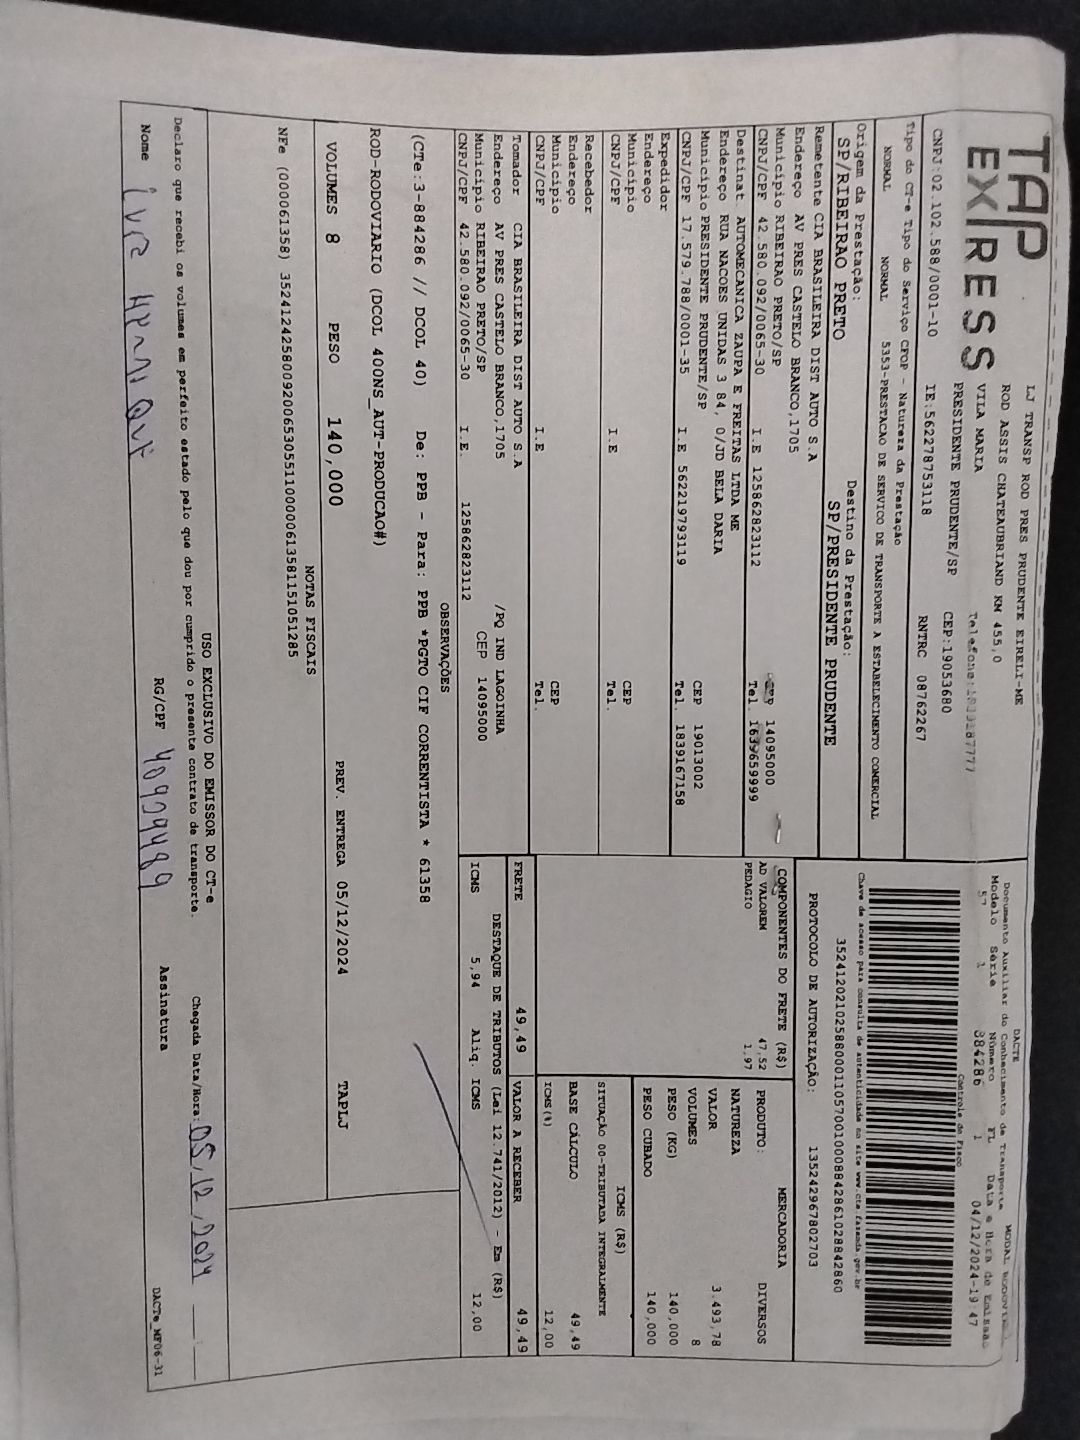 TAP
EXPRESS
LJ TRANSP ROD PRES PRUDENTE EIRELI-ME
ROD ASSIS CHATEAUBRIAND KM 455,0
VILA MARIA
PRESIDENTE PRUDENTE/SP CEP:19053680
CNPJ:02.102.588/0001-10 IE:562278753118 RNTRC 08762267
DACTE
MODAL
Documento Auxiliar do Conhecimento de Transporte
Modelo Série Número FL Data e Hora de Emissao
57 1 884286 1 04/12/2024-19:47
Controle do Fisco
Chave de acesso para consulta de autenticidade no site www.cte.fazenda.gov.br
35241202102588000110570010008842861028842860
PROTOCOLO DE AUTORIZAÇÃO: 135242967802703
Tipo do CT-e Tipo do Serviço CFOP - Natureza da Prestação
NORMAL NORMAL 5353-PRESTACAO DE SERVICO DE TRANSPORTE A ESTABELECIMENTO COMERCIAL
Origem da Prestação: Destino da Prestação:
SP/RIBEIRAO PRETO SP/PRESIDENTE PRUDENTE
Remetente CIA BRASILEIRA DIST AUTO S.A
Endereço AV PRES CASTELO BRANCO,1705
Municipio RIBEIRAO PRETO/SP CEP 14095000
CNPJ/CPF 42.580.092/0065-30 I.E 125862823112 Tel. 1639659999
Destinat AUTOMECANICA ZAUPA E FREITAS LTDA ME
Endereço RUA NACOES UNIDAS 3 84, 0/JD BELA DARIA
Municipio PRESIDENTE PRUDENTE/SP CEP 19013002
CNPJ/CPF 17.579.788/0001-35 I.E 562219793119 Tel. 1839167158
Expedidor
Endereço
Municipio CEP
CNPJ/CPF I.E Tel.
Recebedor
Endereço
Municipio CEP
CNPJ/CPF I.E Tel.
Tomador CIA BRASILEIRA DIST AUTO S.A
Endereço AV PRES CASTELO BRANCO,1705 /PQ IND LAGOINHA
Municipio RIBEIRAO PRETO/SP CEP 14095000
CNPJ/CPF 42.580.092/0065-30 I.E. 125862823112
COMPONENTES DO FRETE (R$)
AD VALOREM 47,52
PEDAGIO 1,97
PRODUTO: MERCADORIA
NATUREZA DIVERSOS
VALOR 3.493,78
VOLUMES 8
PESO (KG) 140,000
PESO CUBADO 140,000
ICMS (R$)
SITUAÇÃO 00-TRIBUTADA INTEGRALMENTE
BASE CÁLCULO 49,49
ICMS(%) 12,00
FRETE 49,49 VALOR A RECEBER 49,49
DESTAQUE DE TRIBUTOS (Lei 12.741/2012) - Em (R$)
ICMS 5,94 Aliq. ICMS 12,00
OBSERVAÇÕES
(CTe:3-884286 // DCOL 40) De: PPB - Para: PPB *PGTO CIF CORRENTISTA * 61358
ROD-RODOVIARIO (DCOL 400NS_AUT-PRODUCAO#)
VOLUMES 8 PESO 140,000 PREV. ENTREGA 05/12/2024 TAPLJ
NOTAS FISCAIS
NFe (000061358) 35241242580092006530551100000613581151051285
USO EXCLUSIVO DO EMISSOR DO CT-e
Declaro que recebi os volumes em perfeito estado pelo que dou por cumprido o presente contrato de transporte. Chegada Data/Hora: 05/12/2024
Nome RG/CPF 40929489 Assinatura
DACTe_MF06-31